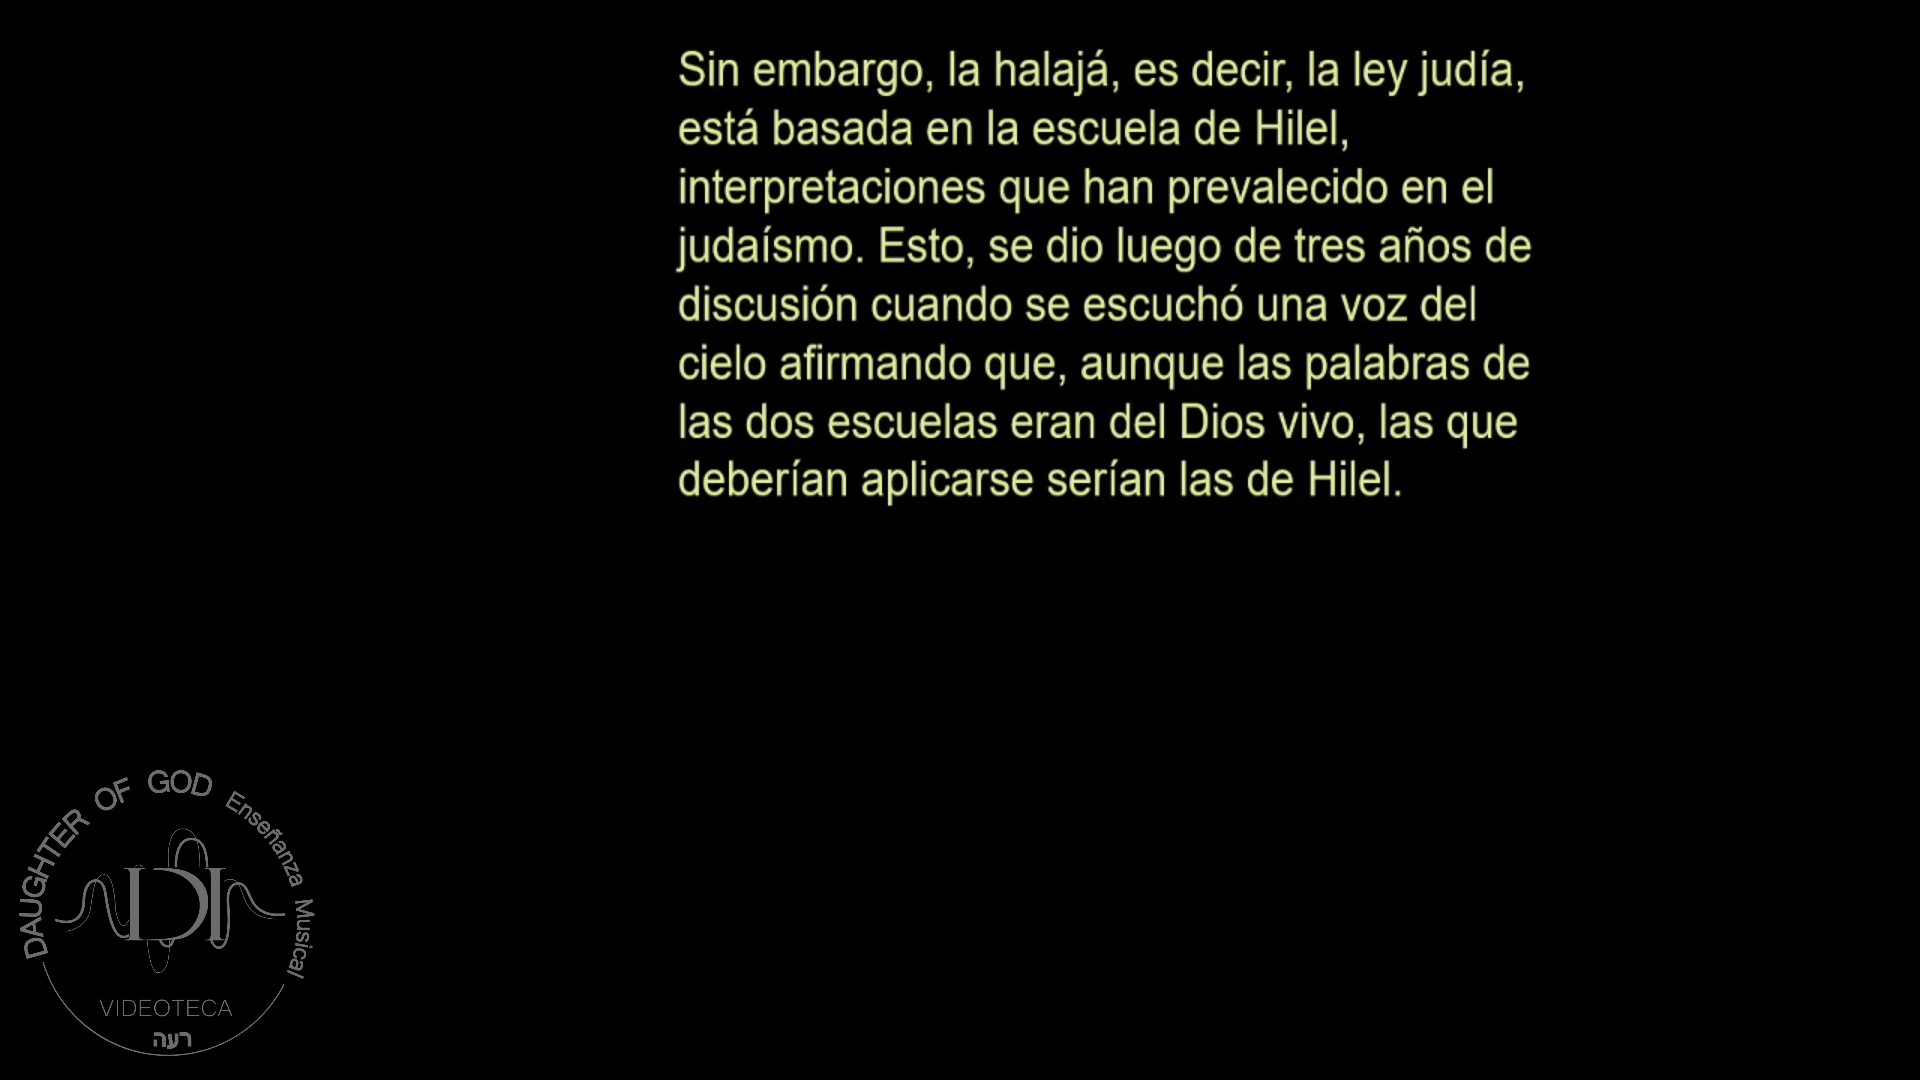 Sin embargo, la halajá, es decir, la ley judía,
está basada en la escuela de Hilel,
interpretaciones que han prevalecido en el
judaísmo. Esto, se dio luego de tres años de
discusión cuando se escuchó una voz del
cielo afirmando que, aunque las palabras de
las dos escuelas eran del Dios vivo, las que
deberían aplicarse serían las de Hilel.
DAUGHTER OF GOD Enseñanza Musical
VIDEOTECA
רעה